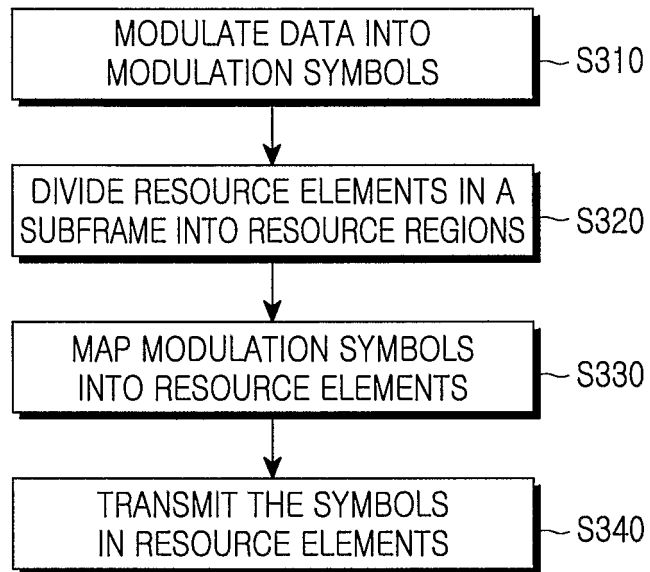 MODULATE DATA INTO
MODULATION SYMBOLS
S310
DIVIDE RESOURCE ELEMENTS IN A
SUBFRAME INTO RESOURCE REGIONS
S320
MAP MODULATION SYMBOLS
INTO RESOURCE ELEMENTS
S330
TRANSMIT THE SYMBOLS
IN RESOURCE ELEMENTS
S340